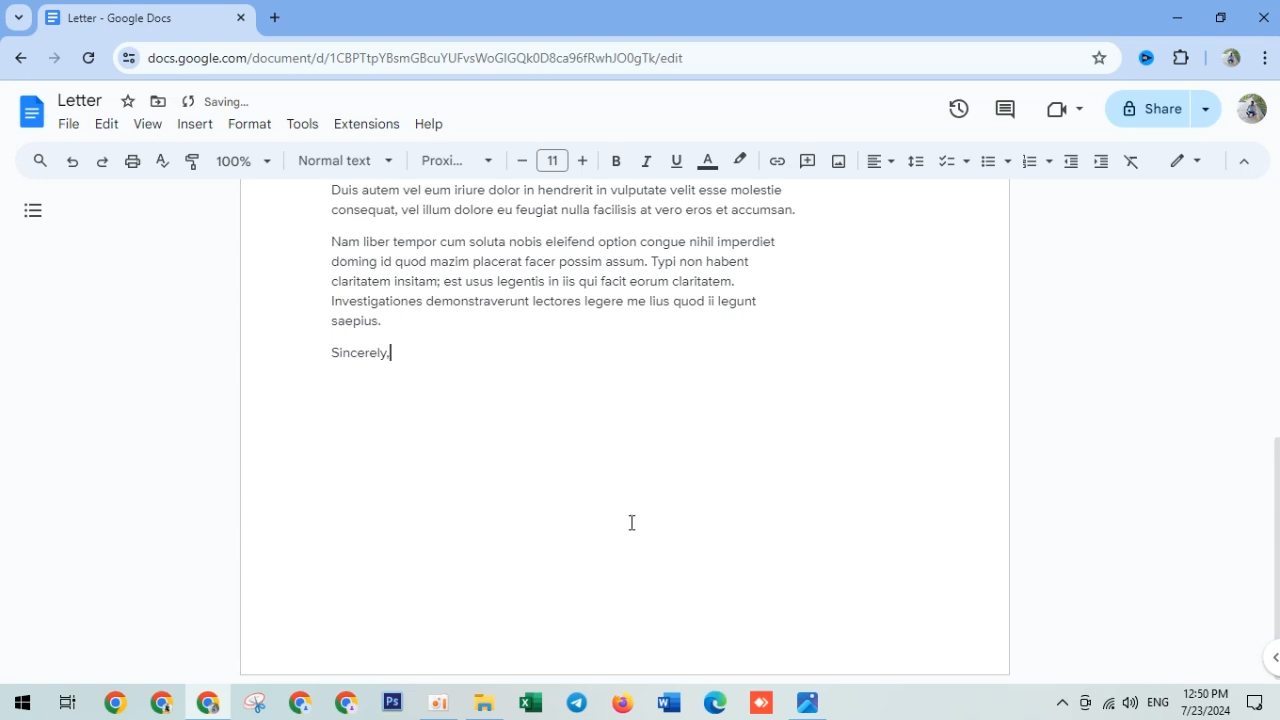 Letter - Google Docs
docs.google.com/document/d/1CBPTtpYBsmGBcuYUFvsWoGlGQk0D8ca96fRwhJO0gTk/edit
Letter
Saving...
Share
File Edit View Insert Format Tools Extensions Help
100% Normal text Proxi... 11 B I U A
Duis autem vel eum iriure dolor in hendrerit in vulputate velit esse molestie
consequat, vel illum dolore eu feugiat nulla facilisis at vero eros et accumsan.
Nam liber tempor cum soluta nobis eleifend option congue nihil imperdiet
doming id quod mazim placerat facer possim assum. Typi non habent
claritatem insitam; est usus legentis in iis qui facit eorum claritatem.
Investigationes demonstraverunt lectores legere me lius quod ii legunt
saepius.
Sincerely,
Ps
ENG
12:50 PM
7/23/2024